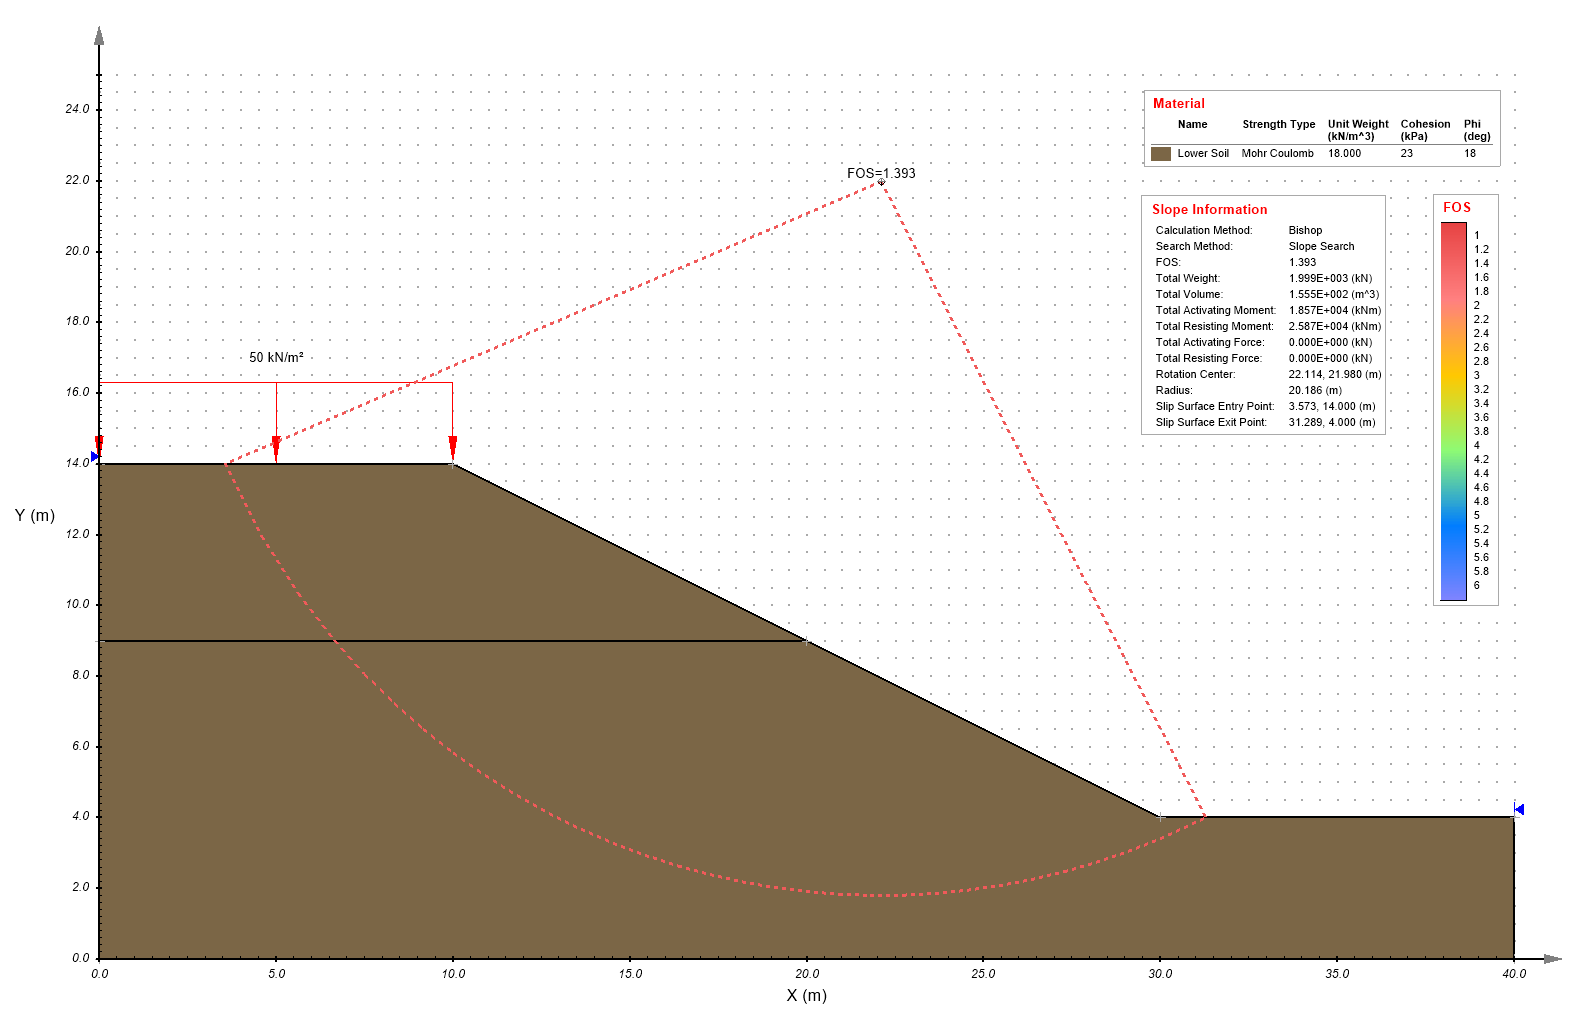 24.0
22.0
20.0
18.0
16.0
14.0
12.0
10.0
8.0
6.0
4.0
2.0
0.0
Y (m)
0.0 5.0 10.0 15.0 20.0 25.0 30.0 35.0 40.0
X (m)
50 kN/m²
FOS=1.393
Material
Name Strength Type Unit Weight (kN/m^3) Cohesion (kPa) Phi (deg)
Lower Soil Mohr Coulomb 18.000 23 18
Slope Information
Calculation Method: Bishop
Search Method: Slope Search
FOS: 1.393
Total Weight: 1.999E+003 (kN)
Total Volume: 1.555E+002 (m^3)
Total Activating Moment: 1.857E+004 (kNm)
Total Resisting Moment: 2.587E+004 (kNm)
Total Activating Force: 0.000E+000 (kN)
Total Resisting Force: 0.000E+000 (kN)
Rotation Center: 22.114, 21.980 (m)
Radius: 20.186 (m)
Slip Surface Entry Point: 3.573, 14.000 (m)
Slip Surface Exit Point: 31.289, 4.000 (m)
FOS
1
1.2
1.4
1.6
1.8
2
2.2
2.4
2.6
2.8
3
3.2
3.4
3.6
3.8
4
4.2
4.4
4.6
4.8
5
5.2
5.4
5.6
5.8
6